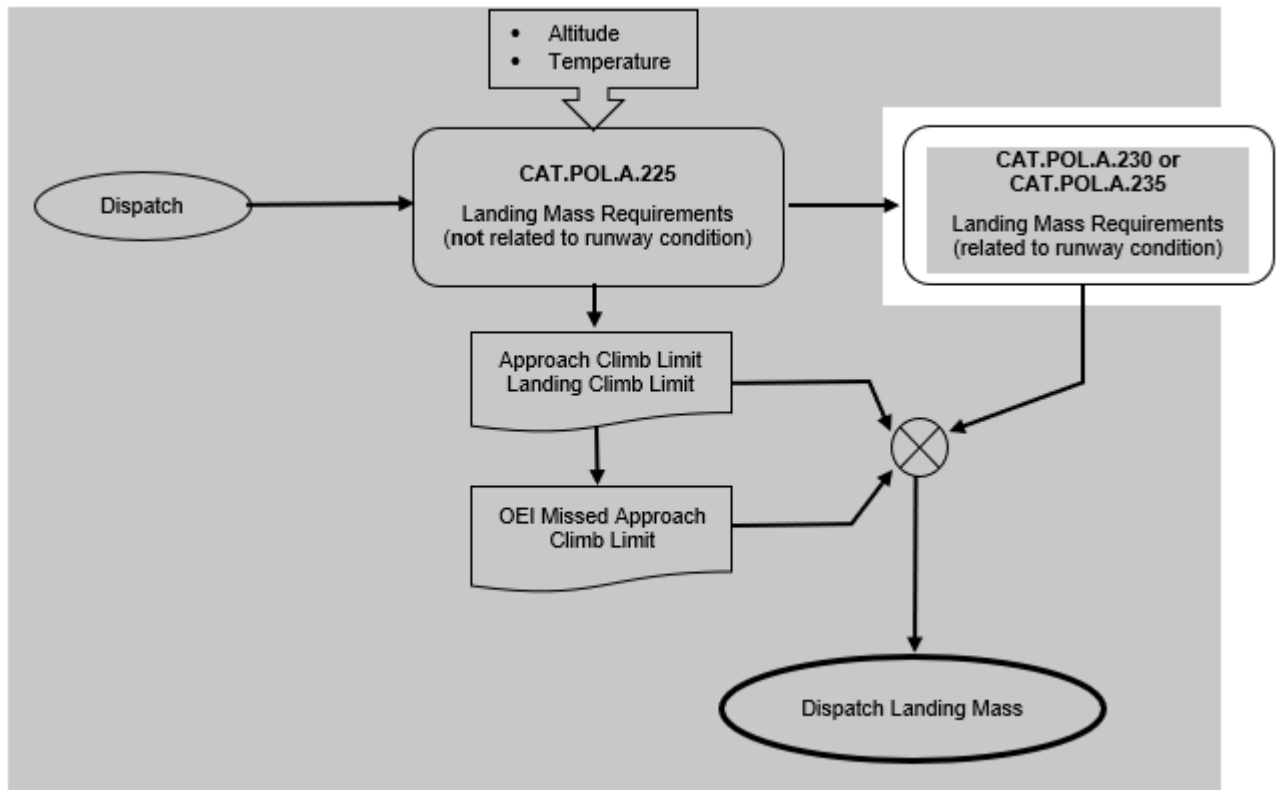 • Altitude
• Temperature
CAT.POL.A.225
Landing Mass Requirements
(not related to runway condition)
CAT.POL.A.230 or
CAT.POL.A.235
Landing Mass Requirements
(related to runway condition)
Dispatch
Approach Climb Limit
Landing Climb Limit
OEI Missed Approach
Climb Limit
Dispatch Landing Mass